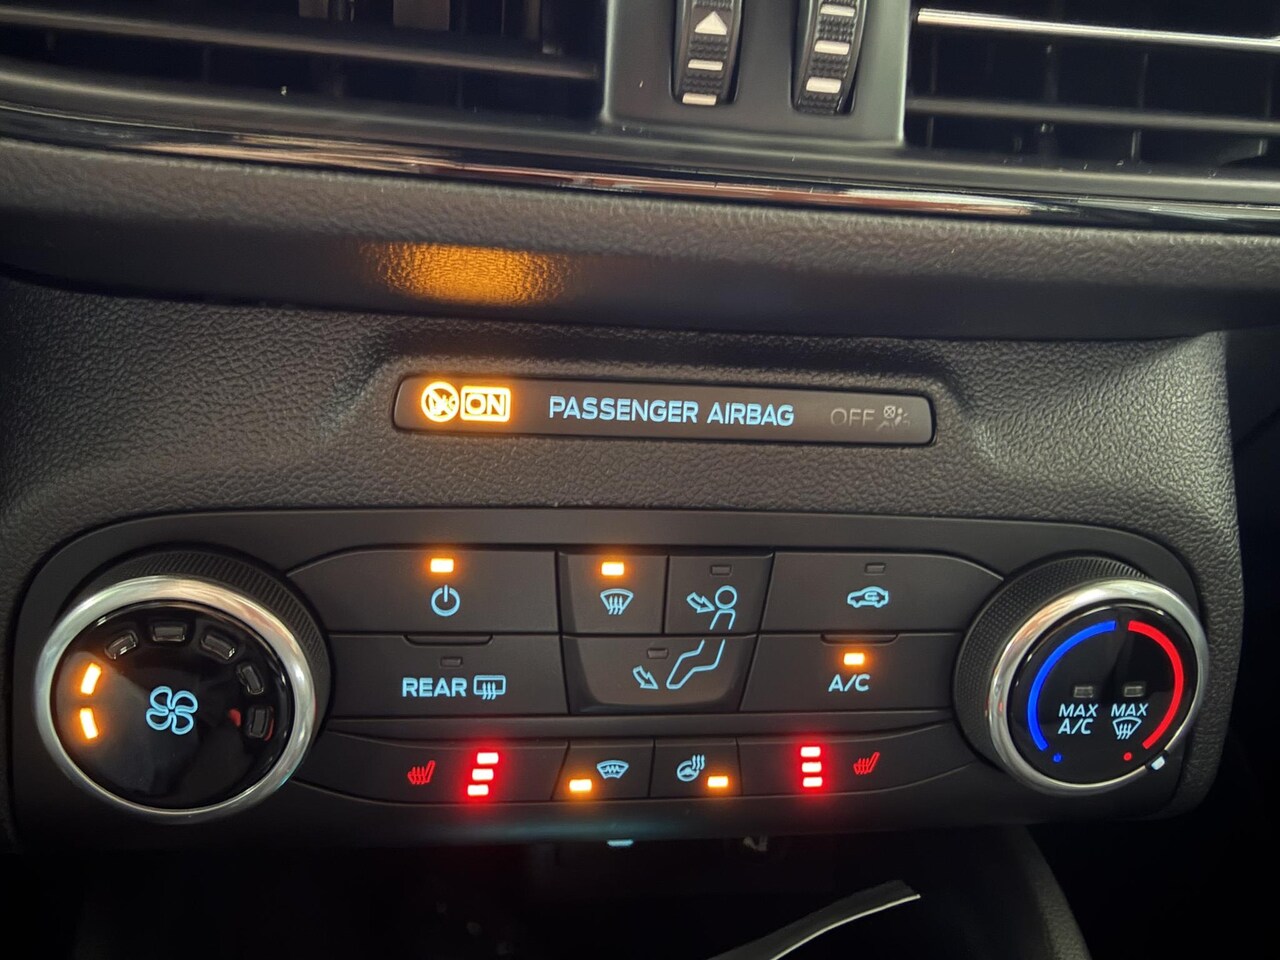 ON PASSENGER AIRBAG OFF
REAR
A/C
MAX A/C
MAX